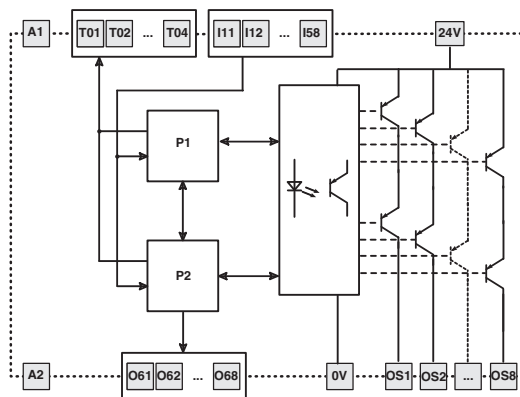 A1 T01 T02 ... T04 I11 I12 ... I58 24V
P1
P2
A2 O61 O62 ... O68 0V OS1 OS2 ... OS8